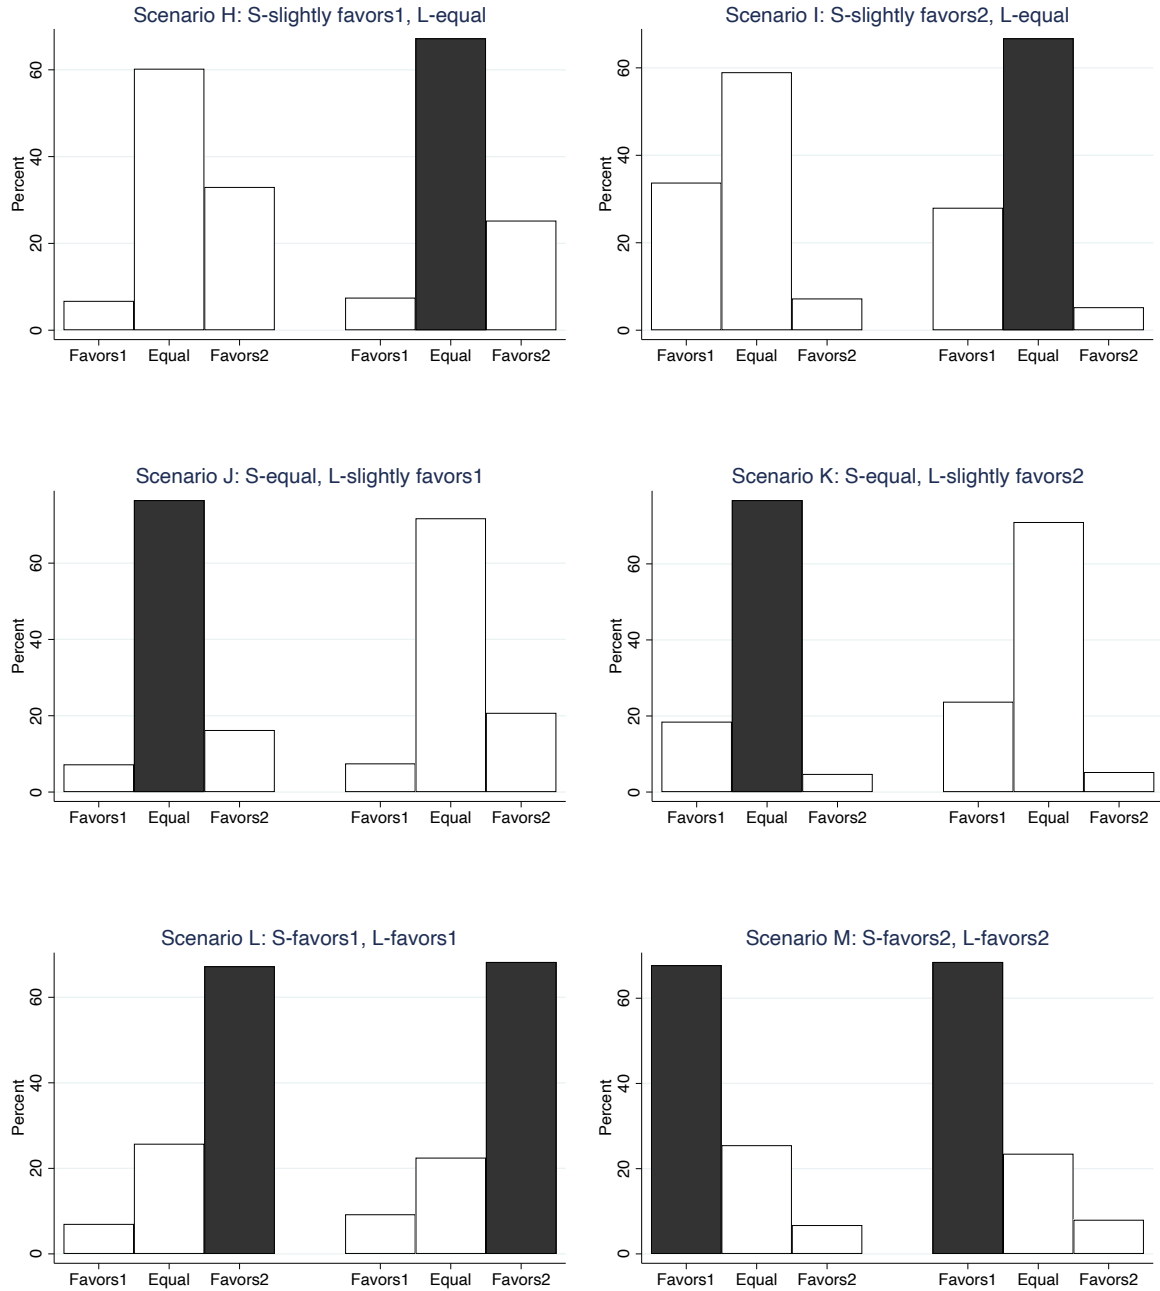 Scenario H: S-slightly favors1, L-equal
Percent
60
40
20
0
Favors1 Equal Favors2 Favors1 Equal Favors2
Scenario I: S-slightly favors2, L-equal
Percent
60
40
20
0
Favors1 Equal Favors2 Favors1 Equal Favors2
Scenario J: S-equal, L-slightly favors1
Percent
60
40
20
0
Favors1 Equal Favors2 Favors1 Equal Favors2
Scenario K: S-equal, L-slightly favors2
Percent
60
40
20
0
Favors1 Equal Favors2 Favors1 Equal Favors2
Scenario L: S-favors1, L-favors1
Percent
60
40
20
0
Favors1 Equal Favors2 Favors1 Equal Favors2
Scenario M: S-favors2, L-favors2
Percent
60
40
20
0
Favors1 Equal Favors2 Favors1 Equal Favors2